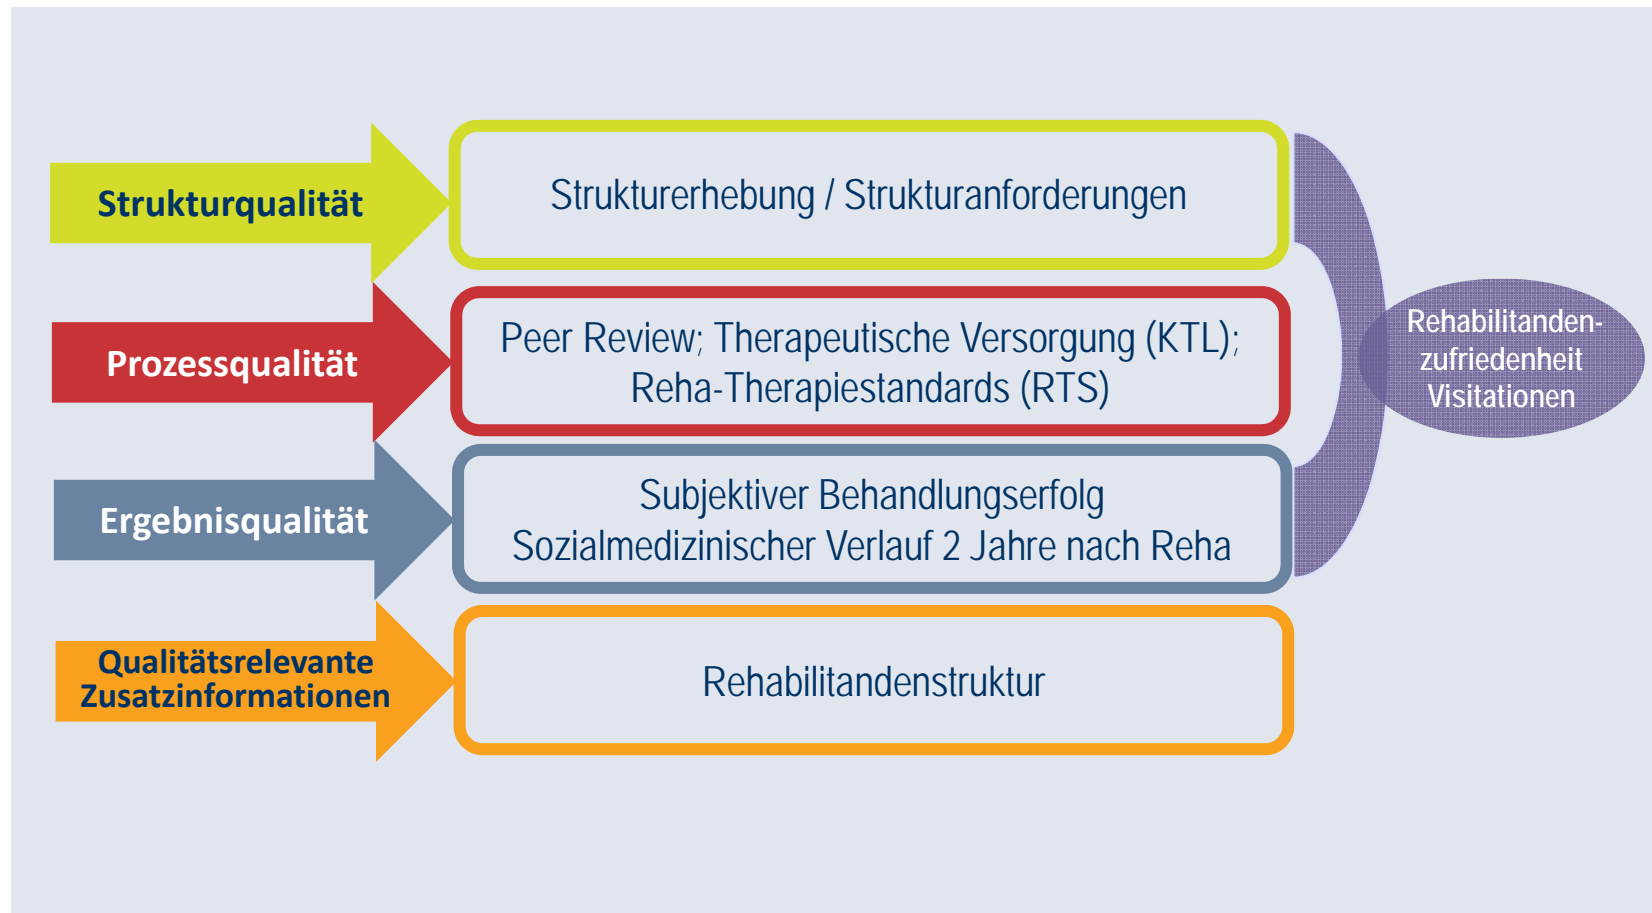 Strukturqualität
Strukturerhebung / Strukturanforderungen
Prozessqualität
Peer Review; Therapeutische Versorgung (KTL);
Reha-Therapiestandards (RTS)
Ergebnisqualität
Subjektiver Behandlungserfolg
Sozialmedizinischer Verlauf 2 Jahre nach Reha
Qualitätsrelevante
Zusatzinformationen
Rehabilitandenstruktur
Rehabilitanden-
zufriedenheit
Visitationen